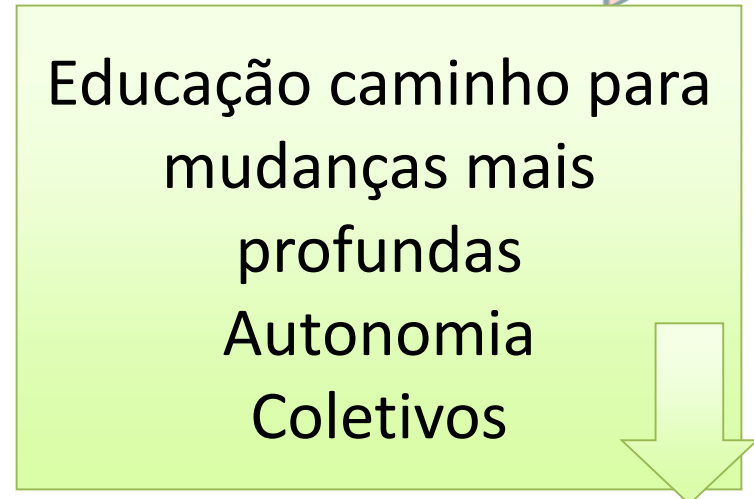 Educação caminho para
mudanças mais
profundas
Autonomia
Coletivos